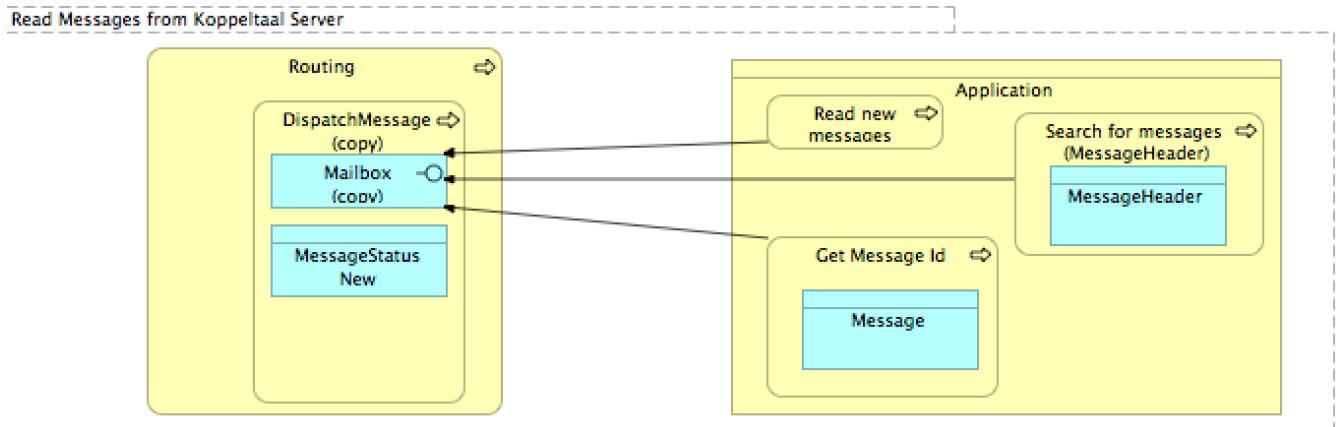 Read Messages from Koppeltaal Server
Routing
DispatchMessage
(copy)
Mailbox
(copy)
MessageStatus
New
Application
Read new
messages
Search for messages
(MessageHeader)
MessageHeader
Get Message Id
Message